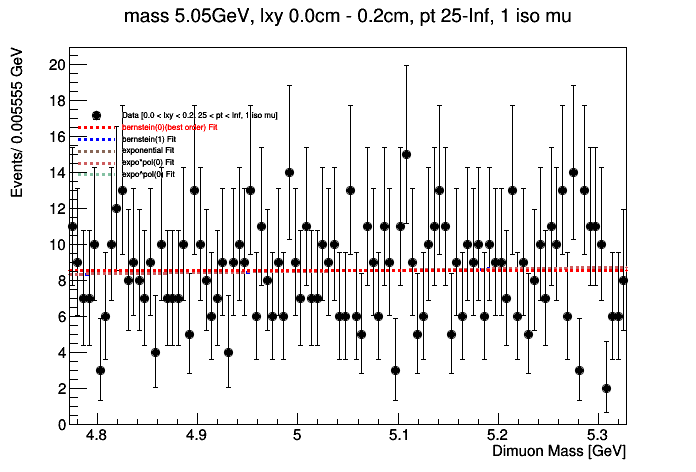 mass 5.05GeV, lxy 0.0cm - 0.2cm, pt 25-Inf, 1 iso mu
Events/ 0.005555 GeV
20
18
16
14
12
10
8
6
4
2
0
Data [0.0 < lxy < 0.2, 25 < pt < Inf, 1 iso mu]
bernstein(0)(best order) Fit
bernstein(1) Fit
exponential Fit
expo*pol(0) Fit
expo^pol(0) Fit
4.8 4.9 5 5.1 5.2 5.3
Dimuon Mass [GeV]